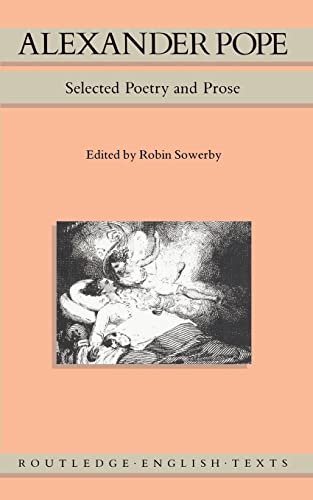 ALEXANDER POPE
Selected Poetry and Prose
Edited by Robin Sowerby
ROUTLEDGE·ENGLISH·TEXTS